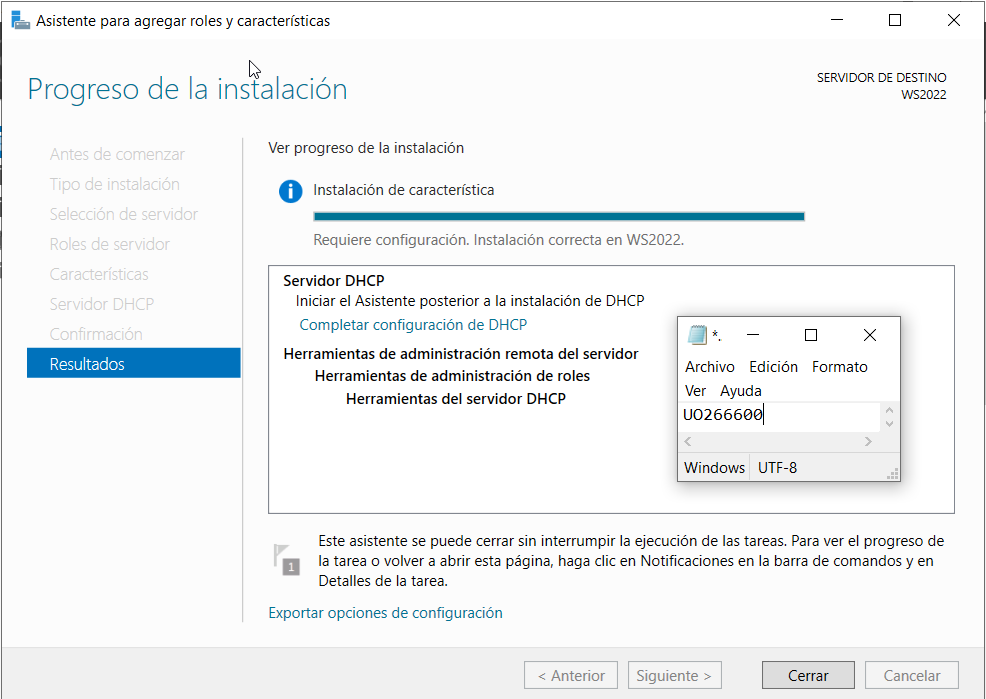 Asistente para agregar roles y características
Progreso de la instalación
SERVIDOR DE DESTINO
WS2022
Antes de comenzar
Tipo de instalación
Selección de servidor
Roles de servidor
Características
Servidor DHCP
Confirmación
Resultados
Ver progreso de la instalación
Instalación de característica
Requiere configuración. Instalación correcta en WS2022.
Servidor DHCP
Iniciar el Asistente posterior a la instalación de DHCP
Completar configuración de DHCP
Herramientas de administración remota del servidor
Herramientas de administración de roles
Herramientas del servidor DHCP
*.
Archivo Edición Formato
Ver Ayuda
UO266600
Windows UTF-8
1
Este asistente se puede cerrar sin interrumpir la ejecución de las tareas. Para ver el progreso de
la tarea o volver a abrir esta página, haga clic en Notificaciones en la barra de comandos y en
Detalles de la tarea.
Exportar opciones de configuración
< Anterior Siguiente > Cerrar Cancelar